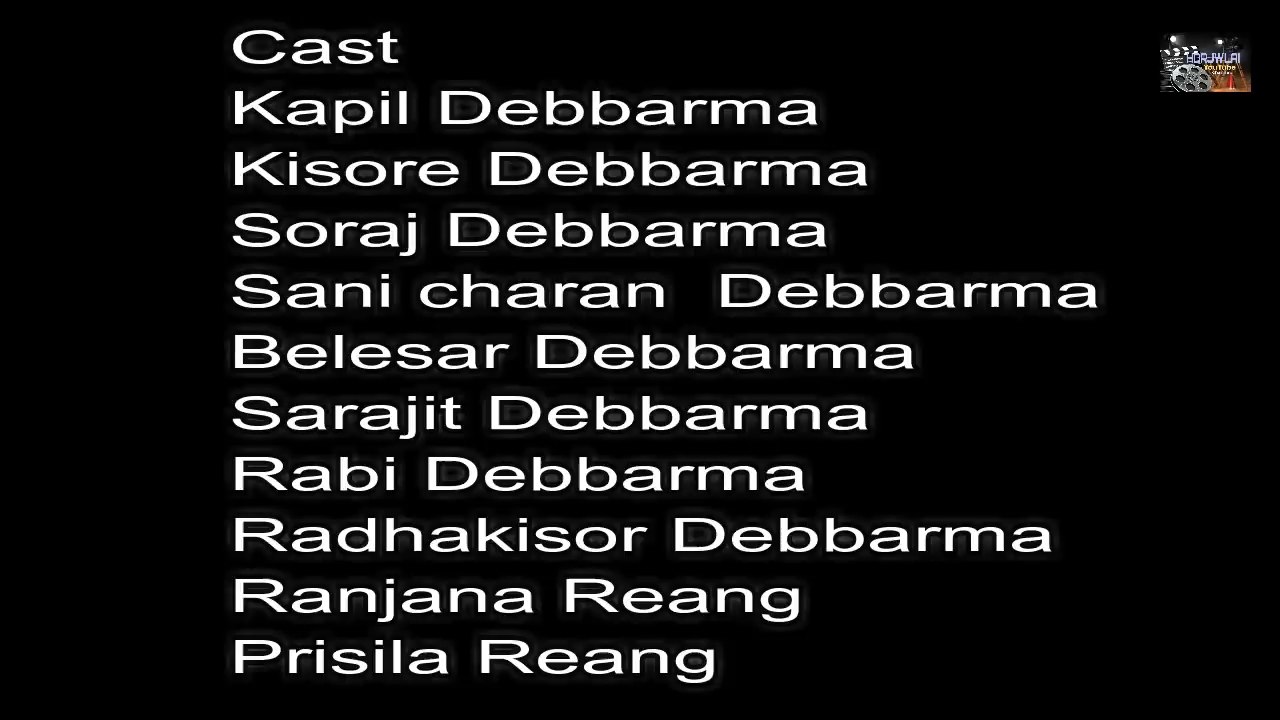 Cast
Kapil Debbarma
Kisore Debbarma
Soraj Debbarma
Sani charan  Debbarma
Belesar Debbarma
Sarajit Debbarma
Rabi Debbarma
Radhakisor Debbarma
Ranjana Reang
Prisila Reang
YouTube